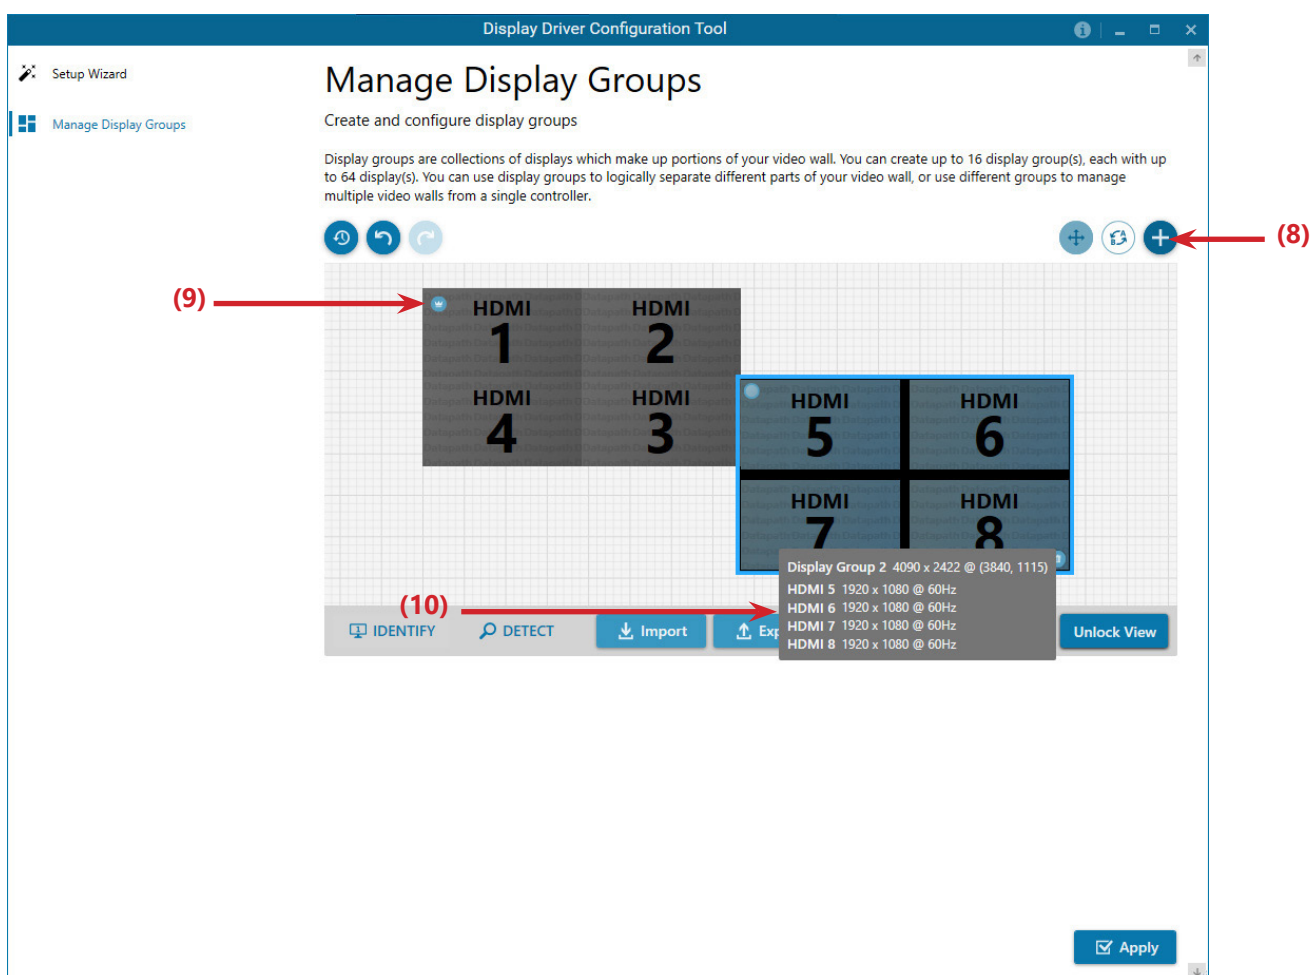 Display Driver Configuration Tool
Setup Wizard
Manage Display Groups
Manage Display Groups
Create and configure display groups
Display groups are collections of displays which make up portions of your video wall. You can create up to 16 display group(s), each with up
to 64 display(s). You can use display groups to logically separate different parts of your video wall, or use different groups to manage
multiple video walls from a single controller.
(8)
(9)
HDMI
1
HDMI
2
HDMI
4
HDMI
3
HDMI
5
HDMI
6
HDMI
7
HDMI
8
Display Group 2 4090 x 2422 @ (3840, 1115)
HDMI 5 1920 x 1080 @ 60Hz
HDMI 6 1920 x 1080 @ 60Hz
HDMI 7 1920 x 1080 @ 60Hz
HDMI 8 1920 x 1080 @ 60Hz
(10)
IDENTIFY
DETECT
Import
Exp
Unlock View
Apply